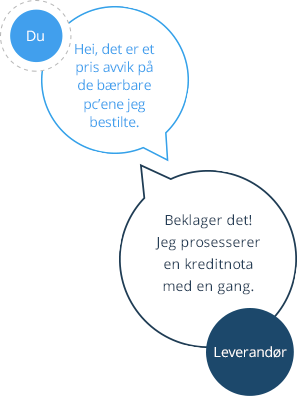 Du
Hei, det er et
pris avvik på
de bærbare
pc’ene jeg
bestilte.
Beklager det!
Jeg prosesserer
en kreditnota
med en gang.
Leverandør